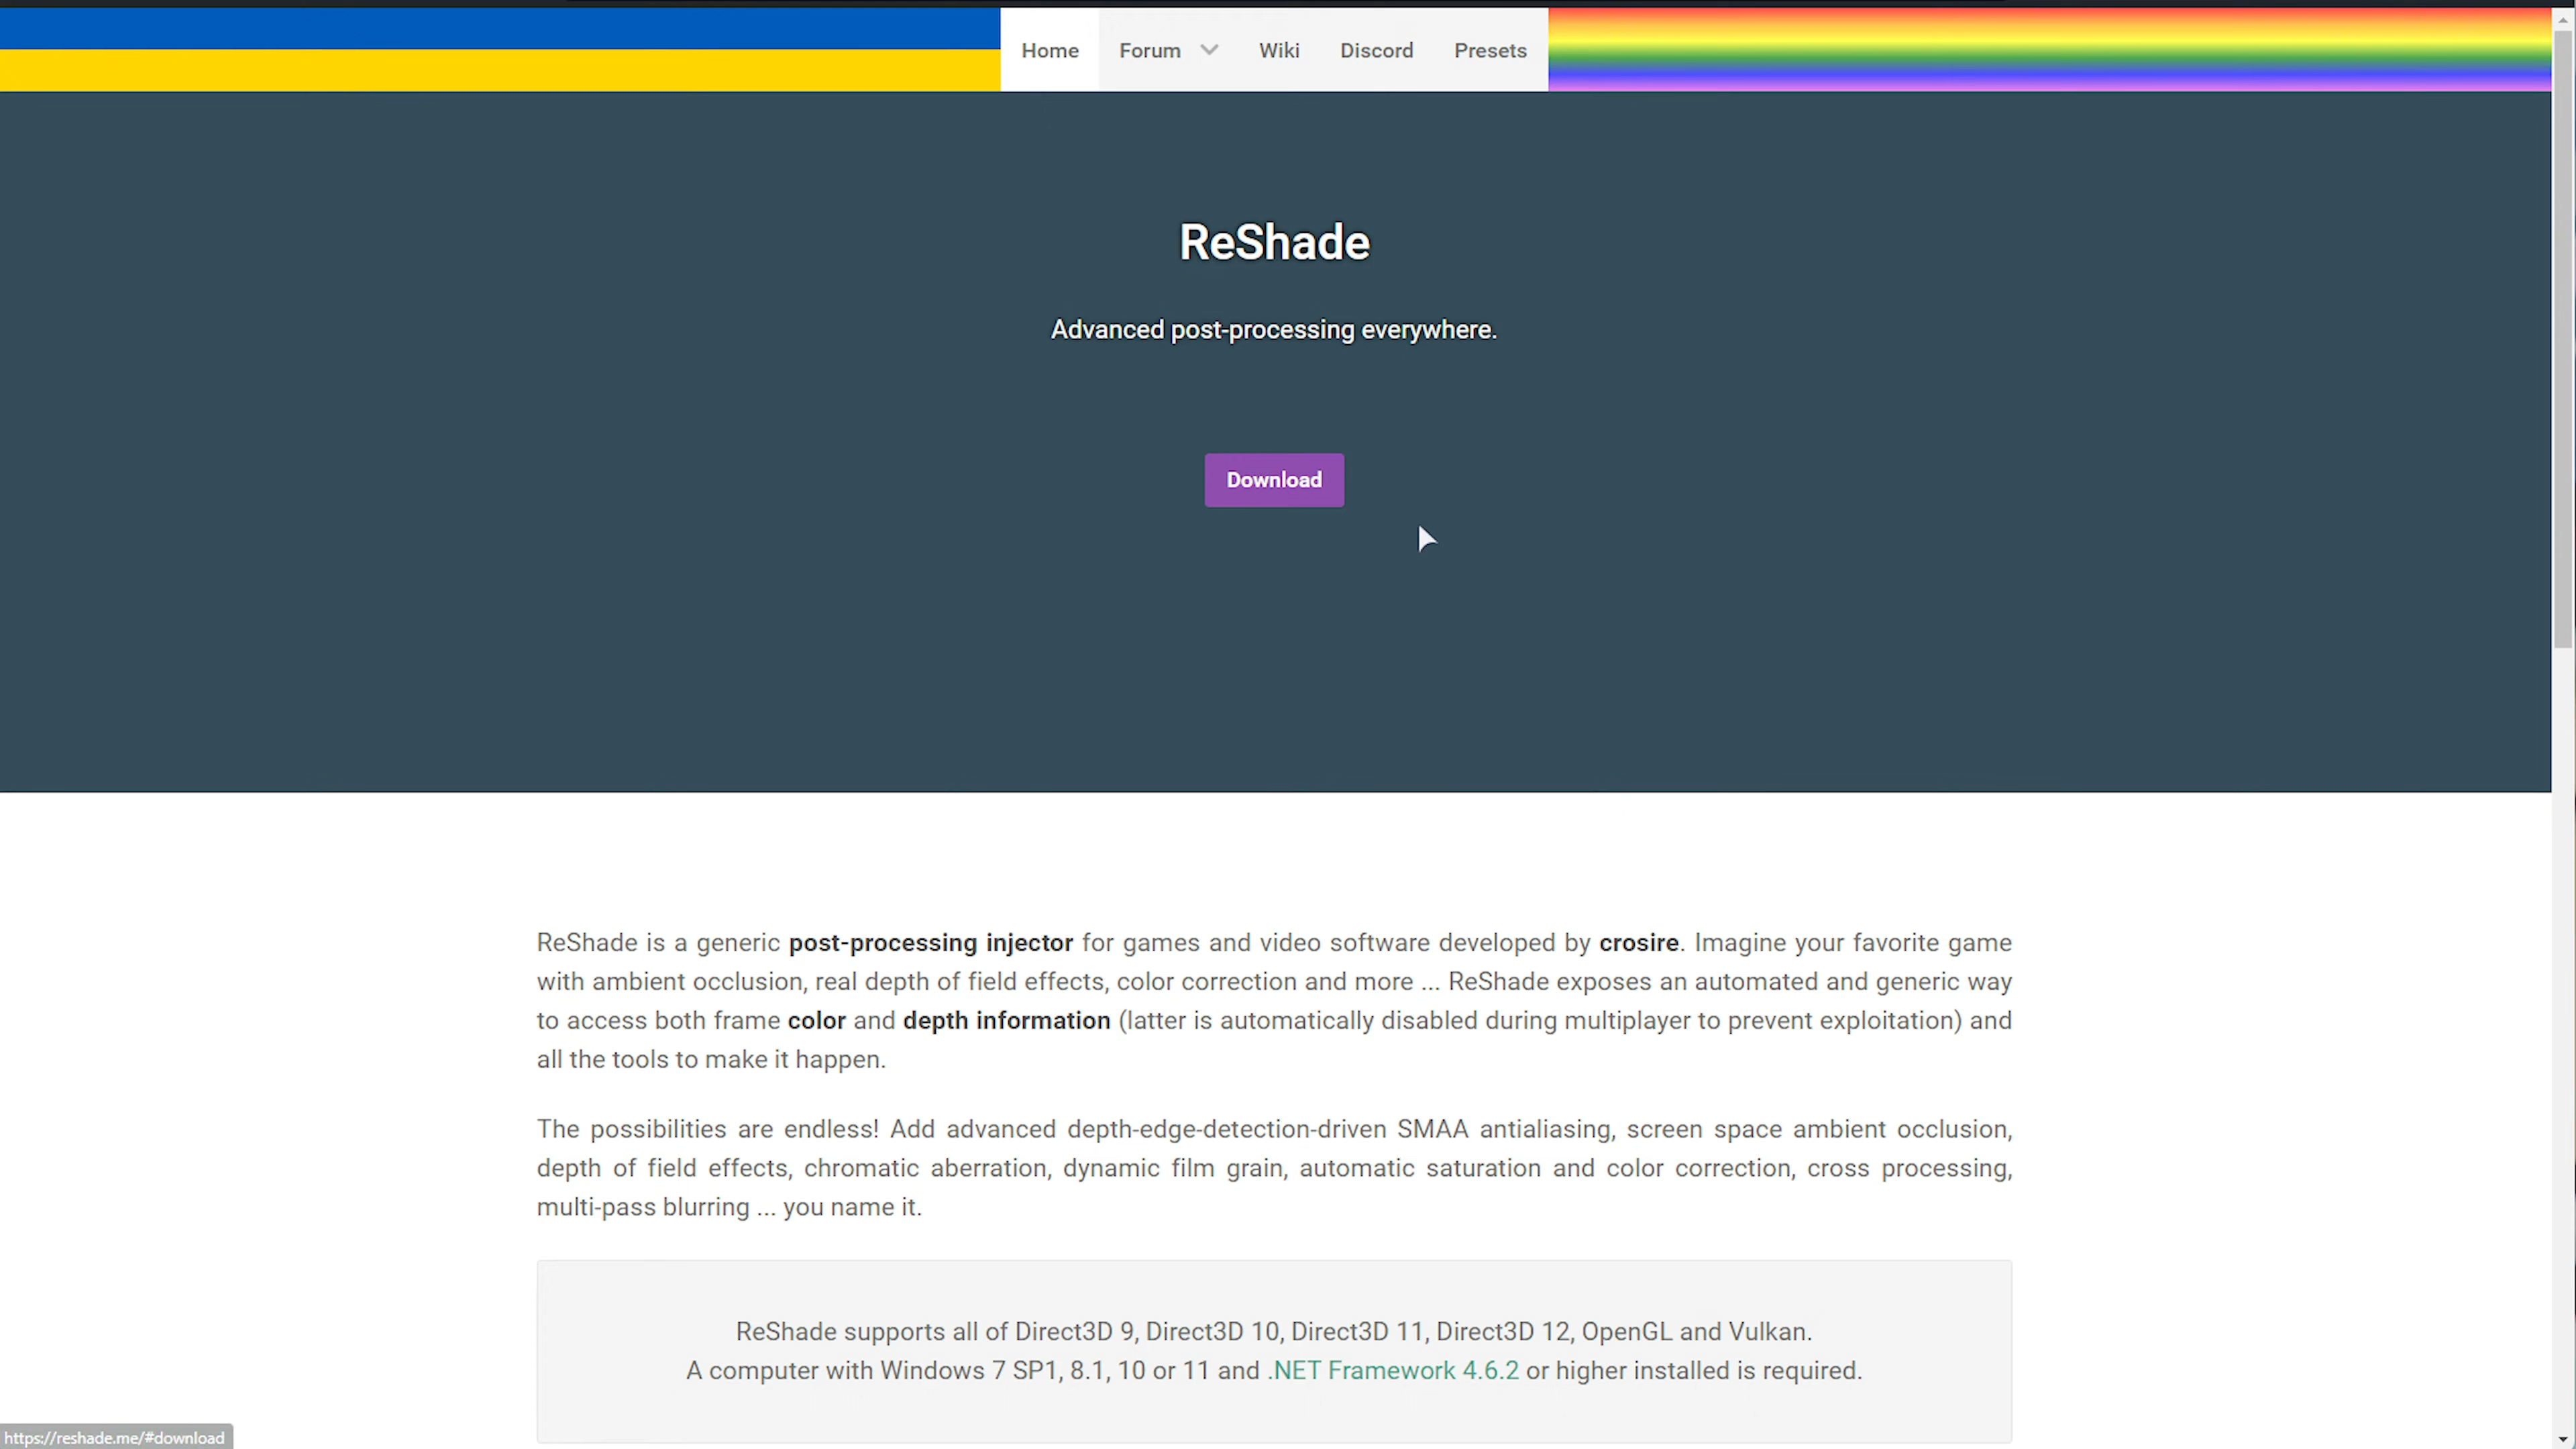 Home Forum Wiki Discord Presets
ReShade
Advanced post-processing everywhere.
Download
ReShade is a generic post-processing injector for games and video software developed by crosire. Imagine your favorite game
with ambient occlusion, real depth of field effects, color correction and more ... ReShade exposes an automated and generic way
to access both frame color and depth information (latter is automatically disabled during multiplayer to prevent exploitation) and
all the tools to make it happen.
The possibilities are endless! Add advanced depth-edge-detection-driven SMAA antialiasing, screen space ambient occlusion,
depth of field effects, chromatic aberration, dynamic film grain, automatic saturation and color correction, cross processing,
multi-pass blurring ... you name it.
ReShade supports all of Direct3D 9, Direct3D 10, Direct3D 11, Direct3D 12, OpenGL and Vulkan.
A computer with Windows 7 SP1, 8.1, 10 or 11 and .NET Framework 4.6.2 or higher installed is required.
https://reshade.me/#download